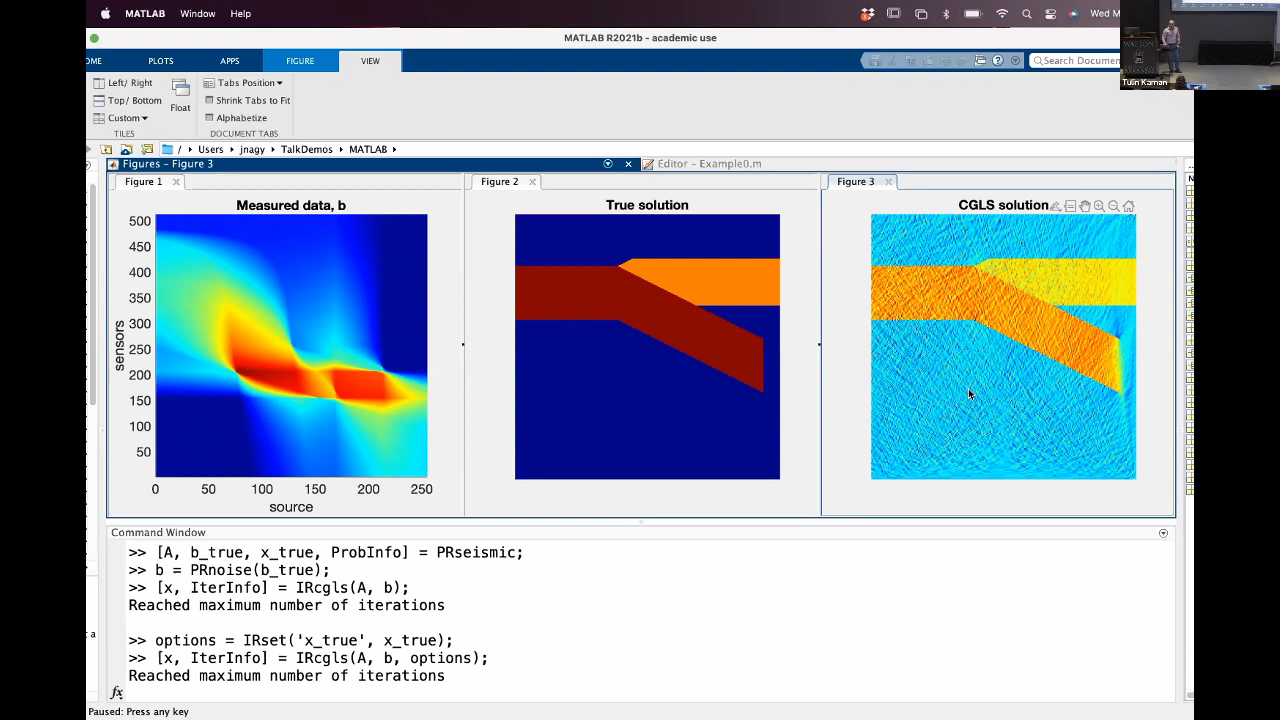 MATLAB Window Help
Wed M
MATLAB R2021b - academic use
OME PLOTS APPS FIGURE VIEW
Search Documen
Left/ Right
Tabs Position
Top/ Bottom
Float
Shrink Tabs to Fit
Custom
Alphabetize
TILES
DOCUMENT TABS
Tulin Kaman
/ Users jnagy TalkDemos MATLAB
Figures - Figure 3
Editor - Example0.m
Figure 1
Figure 2
Figure 3
Measured data, b
True solution
CGLS solution
500
450
400
350
300
250
200
150
100
50
sensors
0 50 100 150 200 250
source
Command Window
>> [A, b_true, x_true, ProbInfo] = PRseismic;
>> b = PRnoise(b_true);
>> [x, IterInfo] = IRcgls(A, b);
Reached maximum number of iterations
>> options = IRset('x_true', x_true);
>> [x, IterInfo] = IRcgls(A, b, options);
Reached maximum number of iterations
fx
Paused: Press any key